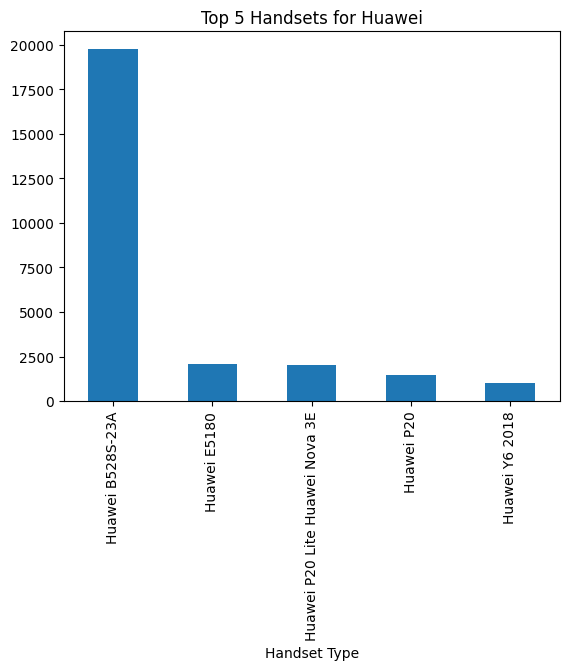 Top 5 Handsets for Huawei
20000
17500
15000
12500
10000
7500
5000
2500
0
Huawei B528S-23A
Huawei E5180
Huawei P20 Lite Huawei Nova 3E
Huawei P20
Huawei Y6 2018
Handset Type